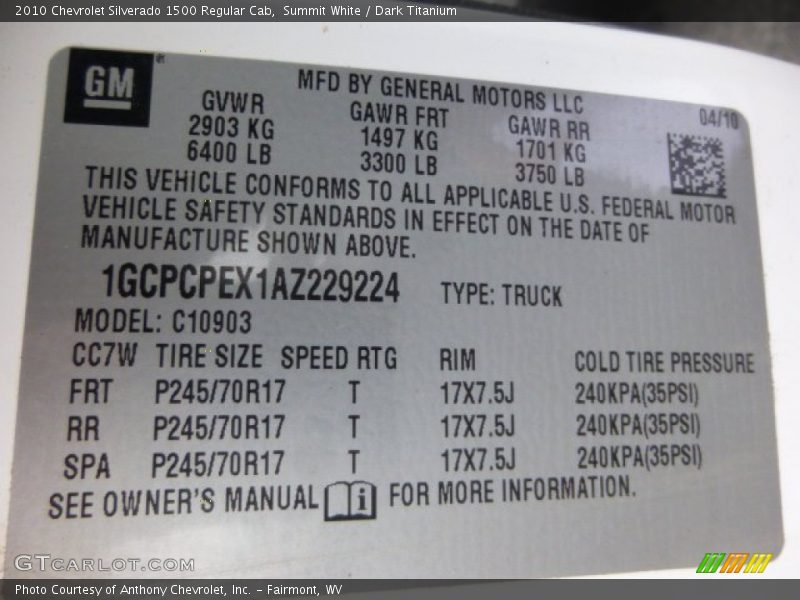 2010 Chevrolet Silverado 1500 Regular Cab, Summit White / Dark Titanium
GM
MFD BY GENERAL MOTORS LLC
04/10
GVWR GAWR FRT GAWR RR
2903 KG 1497 KG 1701 KG
6400 LB 3300 LB 3750 LB
THIS VEHICLE CONFORMS TO ALL APPLICABLE U.S. FEDERAL MOTOR
VEHICLE SAFETY STANDARDS IN EFFECT ON THE DATE OF
MANUFACTURE SHOWN ABOVE.
1GCPCPEX1AZ229224 TYPE: TRUCK
MODEL: C10903
CC7W TIRE SIZE SPEED RTG RIM COLD TIRE PRESSURE
FRT P245/70R17 T 17X7.5J 240KPA(35PSI)
RR P245/70R17 T 17X7.5J 240KPA(35PSI)
SPA P245/70R17 T 17X7.5J 240KPA(35PSI)
SEE OWNER'S MANUAL i FOR MORE INFORMATION.
GTCARLOT.COM
Photo Courtesy of Anthony Chevrolet, Inc. - Fairmont, WV